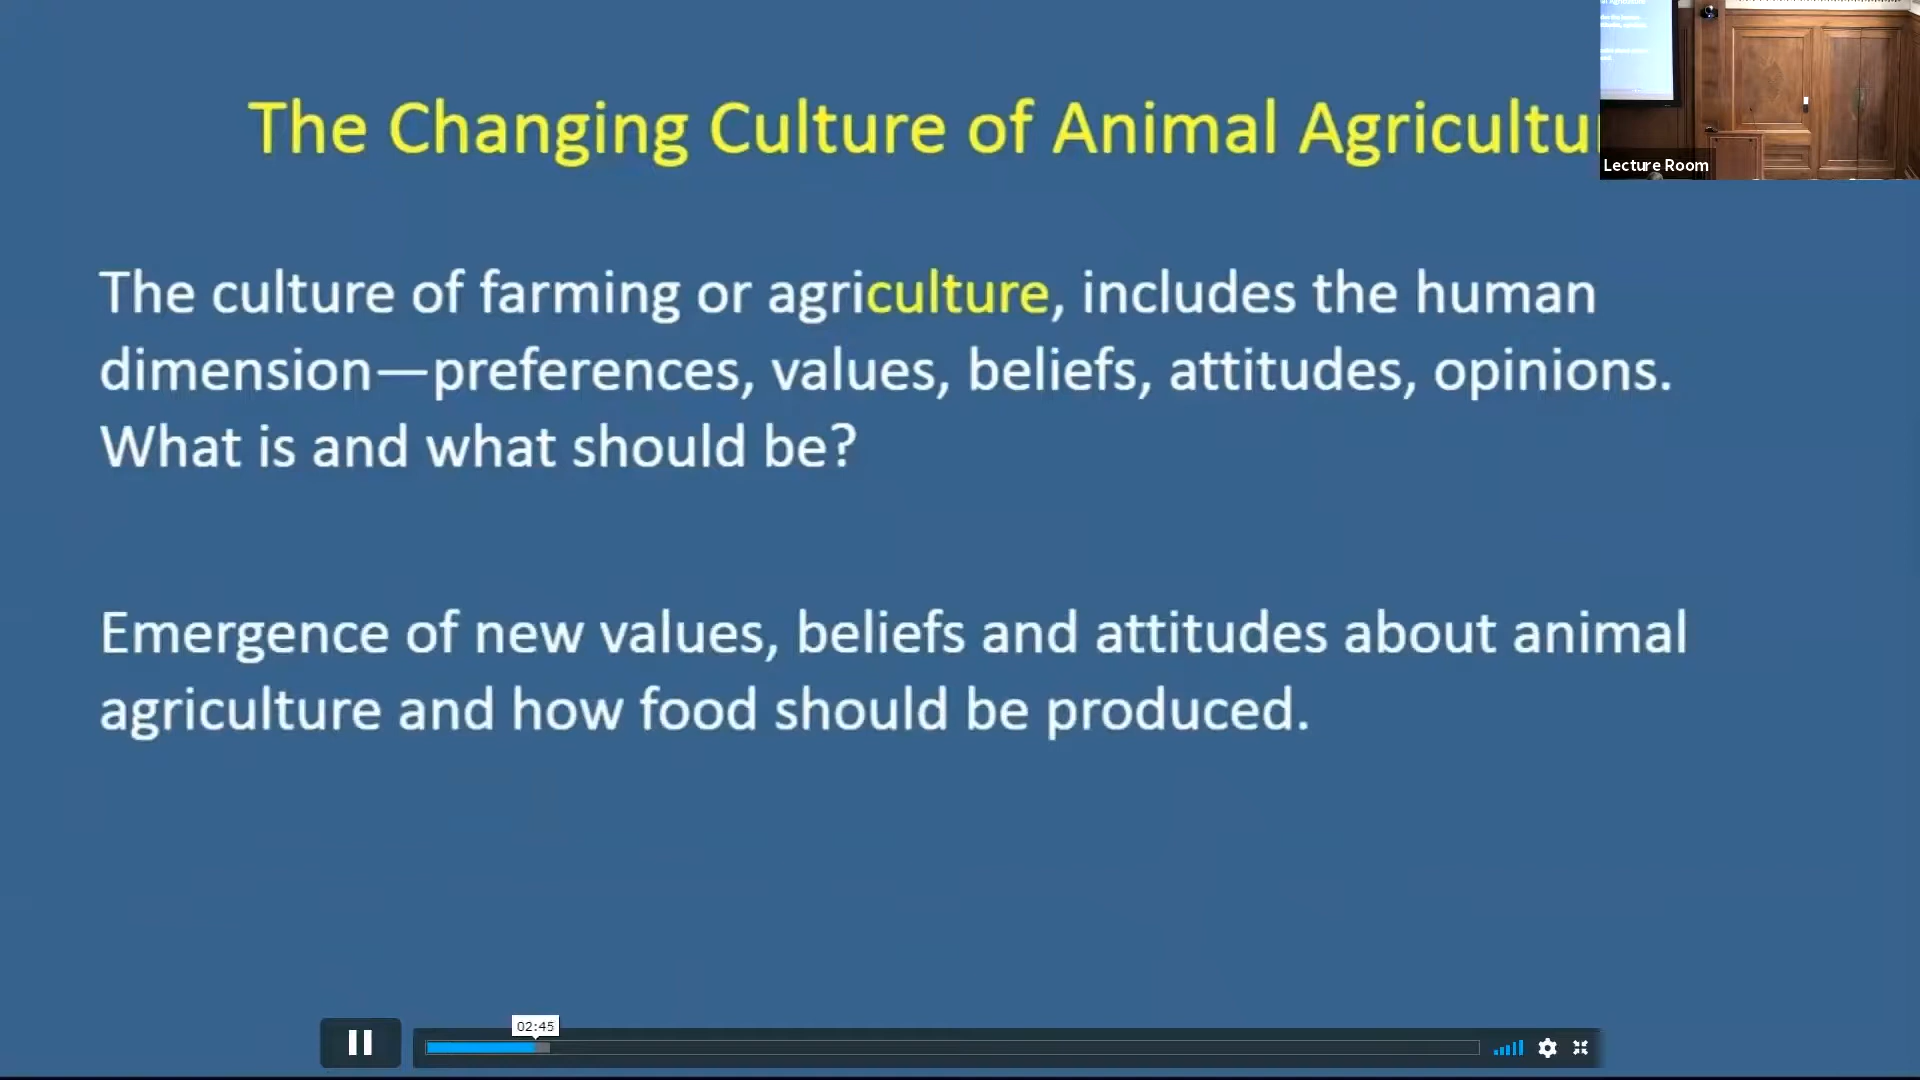 The Changing Culture of Animal Agricultu
Lecture Room
The culture of farming or agriculture, includes the human
dimension—preferences, values, beliefs, attitudes, opinions.
What is and what should be?
Emergence of new values, beliefs and attitudes about animal
agriculture and how food should be produced.
02:45